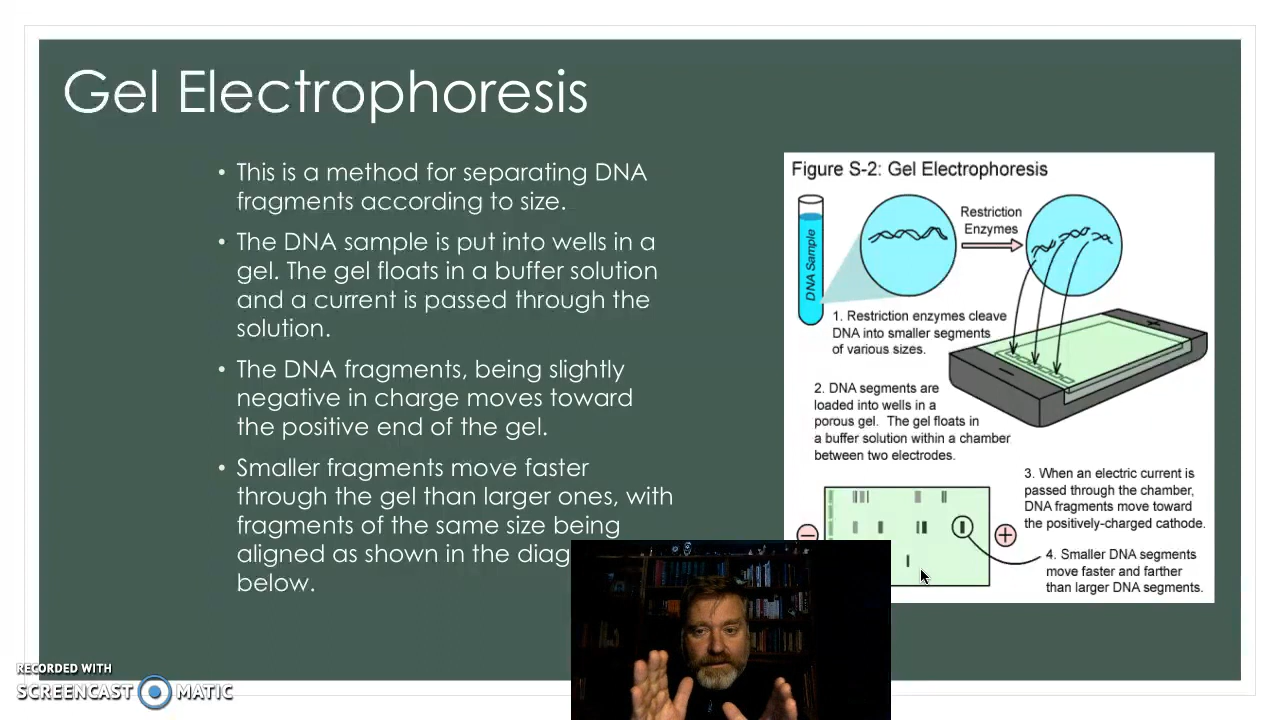 Gel Electrophoresis
• This is a method for separating DNA
fragments according to size.
• The DNA sample is put into wells in a
gel. The gel floats in a buffer solution
and a current is passed through the
solution.
• The DNA fragments, being slightly
negative in charge moves toward
the positive end of the gel.
• Smaller fragments move faster
through the gel than larger ones, with
fragments of the same size being
aligned as shown in the diag
below.
Figure S-2: Gel Electrophoresis
DNA Sample
Restriction
Enzymes
1. Restriction enzymes cleave
DNA into smaller segments
of various sizes.
2. DNA segments are
loaded into wells in a
porous gel. The gel floats in
a buffer solution within a chamber
between two electrodes.
3. When an electric current is
passed through the chamber,
DNA fragments move toward
the positively-charged cathode.
4. Smaller DNA segments
move faster and farther
than larger DNA segments.
RECORDED WITH
SCREENCAST MATIC